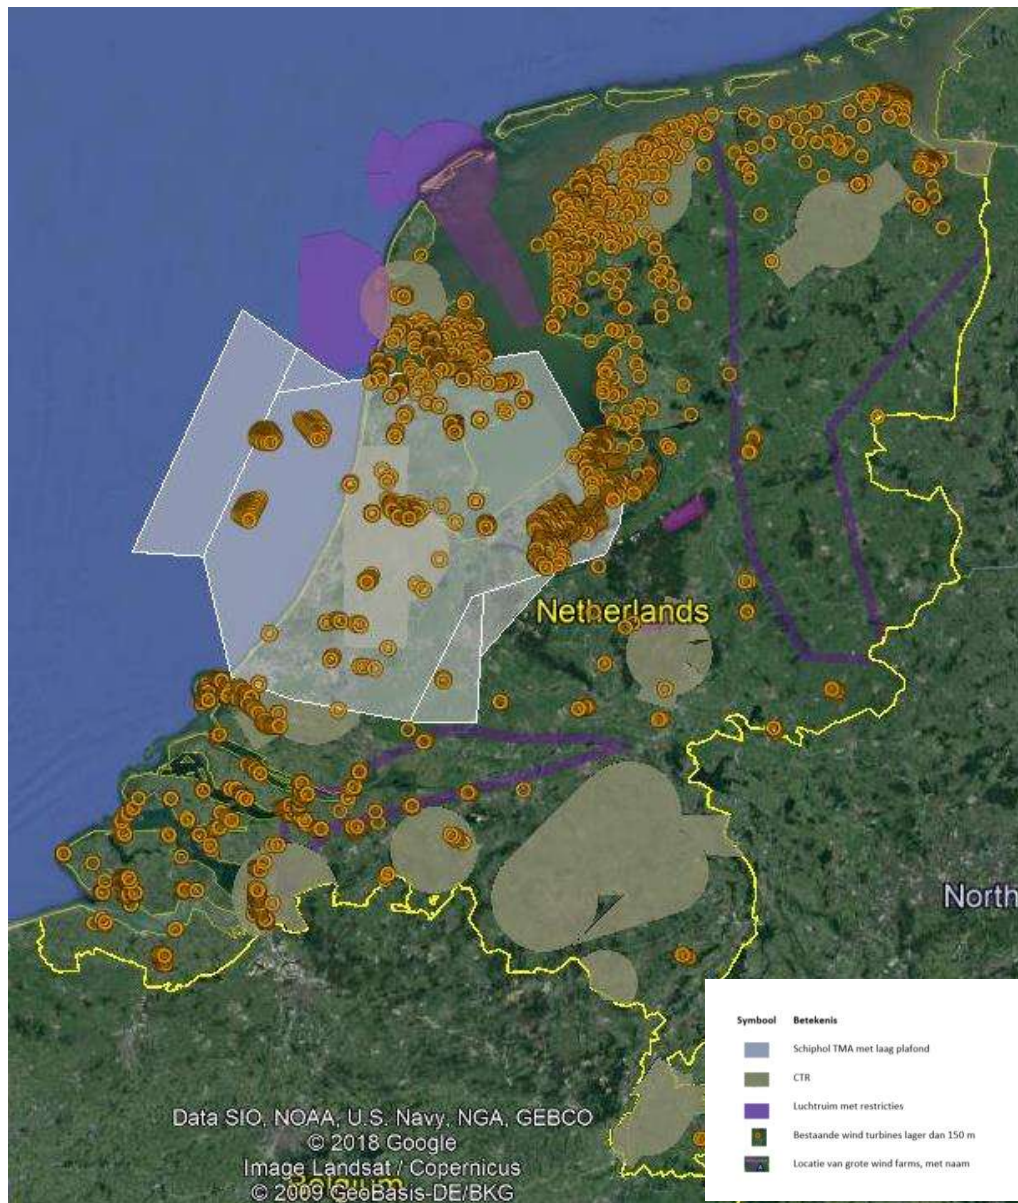 Netherlands
North
Data SIO, NOAA, U.S. Navy, NGA, GEBCO
© 2018 Google
Image Landsat / Copernicus
Belgium
© 2009 GeoBasis-DE/BKG
Symbool Betekenis
Schiphol TMA met laag plafond
CTR
Luchtruim met restricties
Bestaande wind turbines lager dan 150 m
Locatie van grote wind farms, met naam